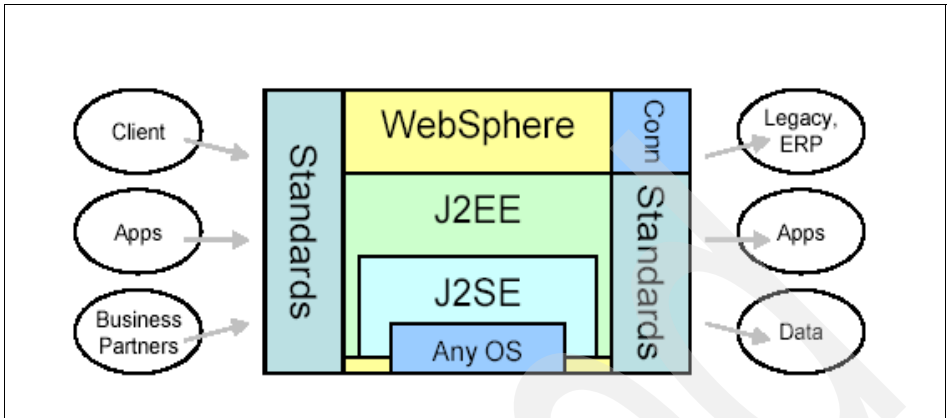 Client
Apps
Business
Partners
Standards
WebSphere
J2EE
J2SE
Any OS
Conn
Standards
Legacy,
ERP
Apps
Data